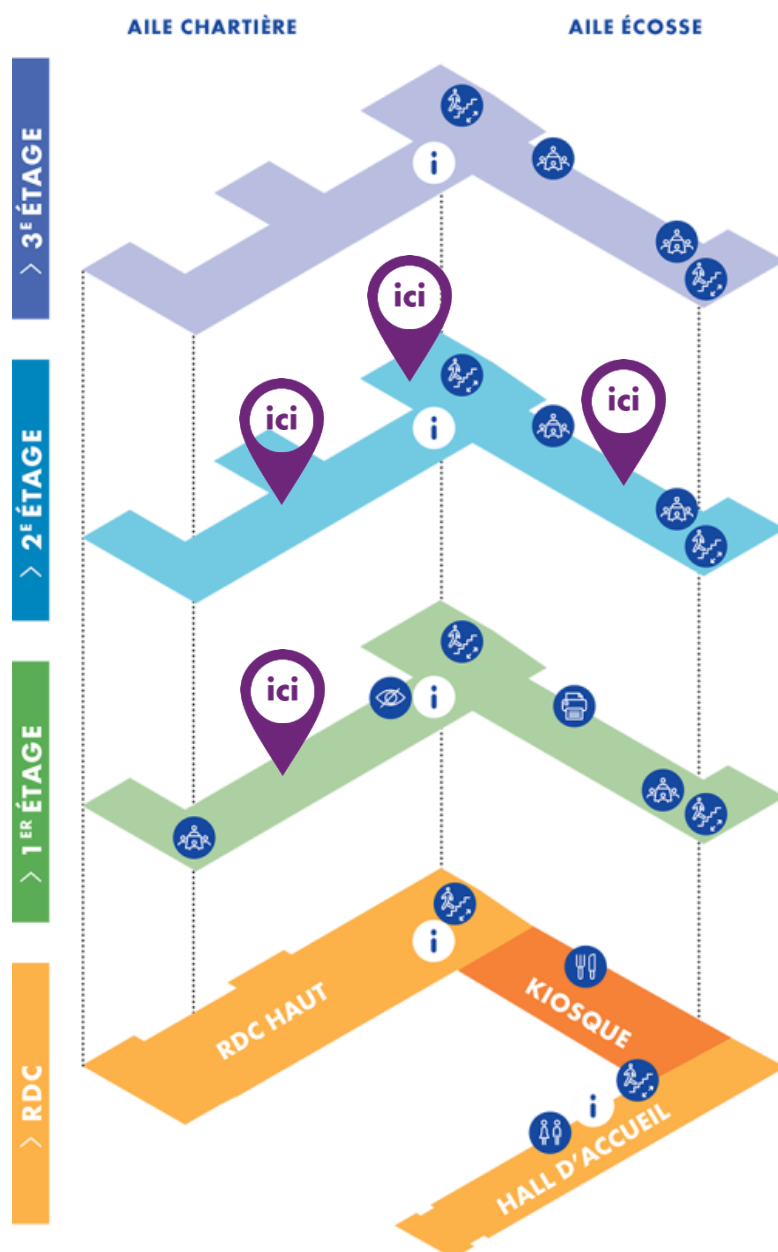 AILE CHARTIÈRE
AILE ÉCOSSE
> 3E ÉTAGE
i
ici
> 2E ÉTAGE
ici
ici
i
> 1ER ÉTAGE
ici
i
> RDC
i
RDC HAUT
KIOSQUE
i
HALL D'ACCUEIL